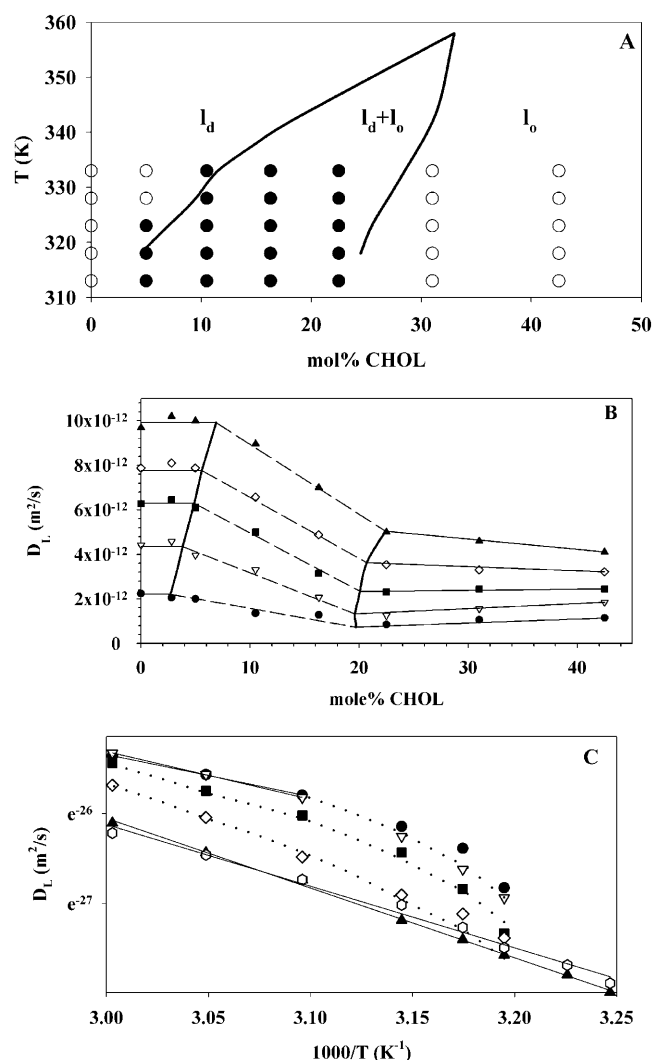 360
A
350
l_d
l_d+l_o
l_o
340
T (K)
330
320
310
0 10 20 30 40 50
mol% CHOL
B
10x10^-12
8x10^-12
6x10^-12
D_L (m²/s)
4x10^-12
2x10^-12
0
0 10 20 30 40
mole% CHOL
C
e^-26
D_L (m²/s)
e^-27
3.00 3.05 3.10 3.15 3.20 3.25
1000/T (K^-1)